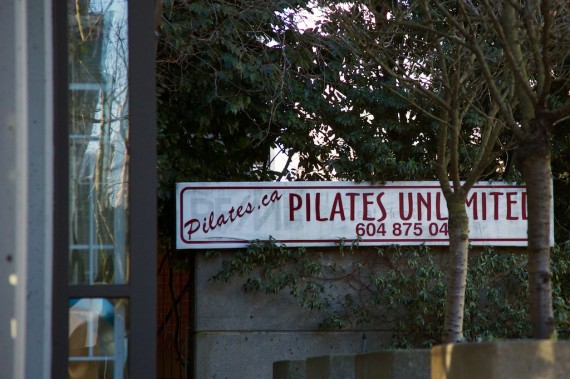 Pilates.ca
PILATES UNLIMITED
604 875 04